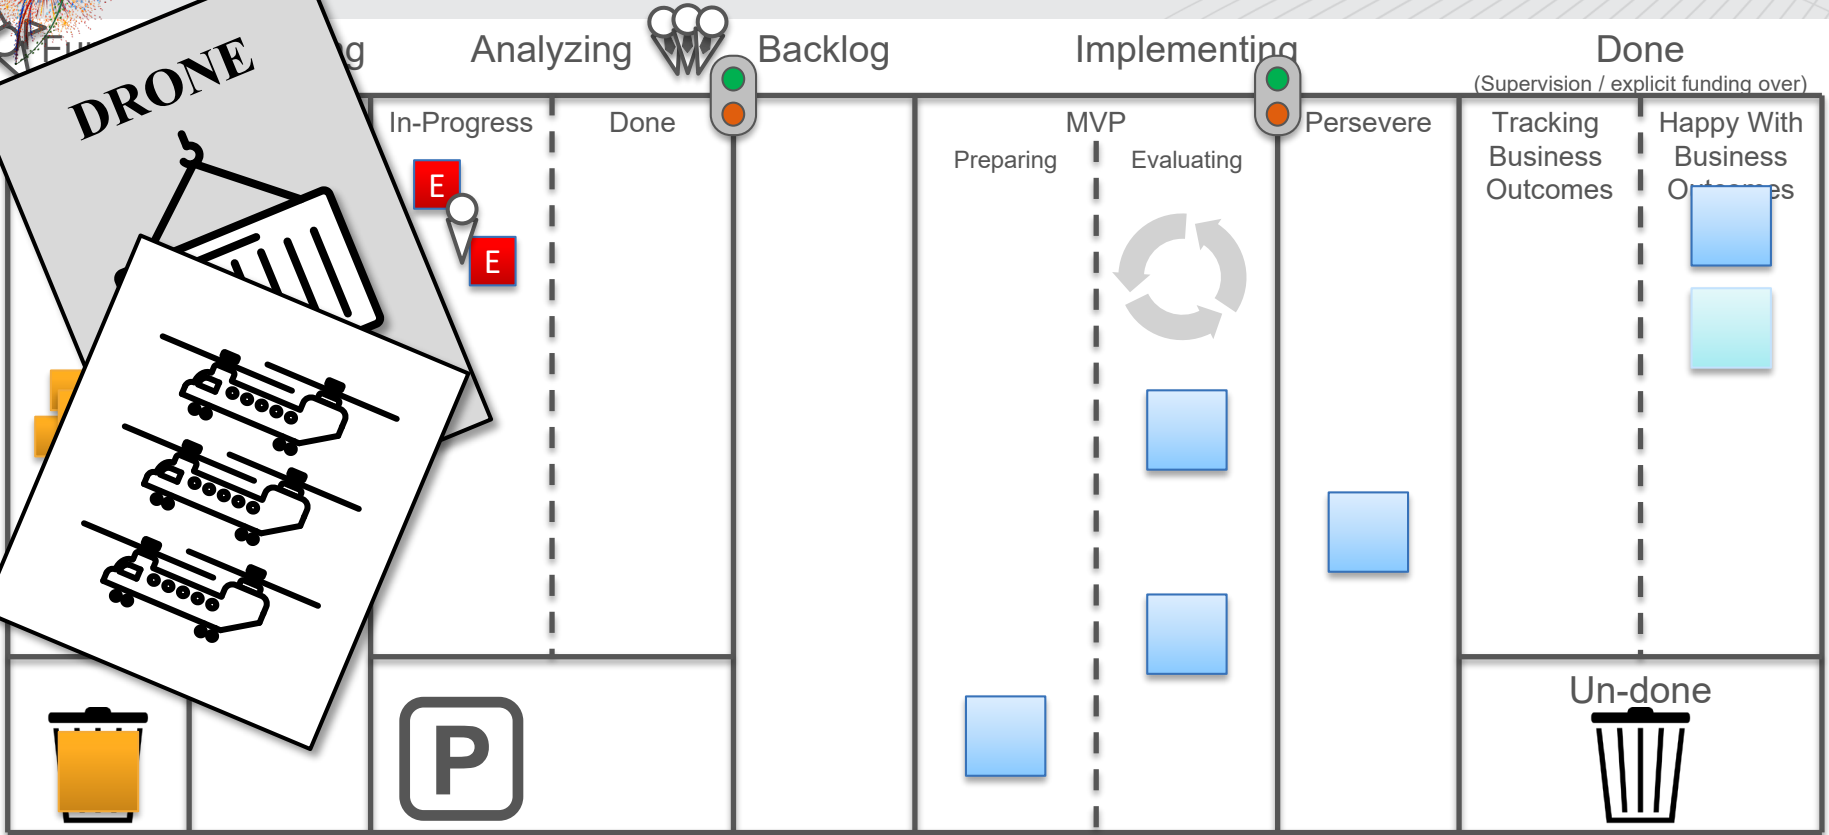 DRONE
Analyzing
Backlog
Implementing
Done
(Supervision / explicit funding over)
In-Progress
Done
MVP
Preparing
Evaluating
Persevere
Tracking
Business
Outcomes
Happy With
Business
Outcomes
E
E
P
Un-done